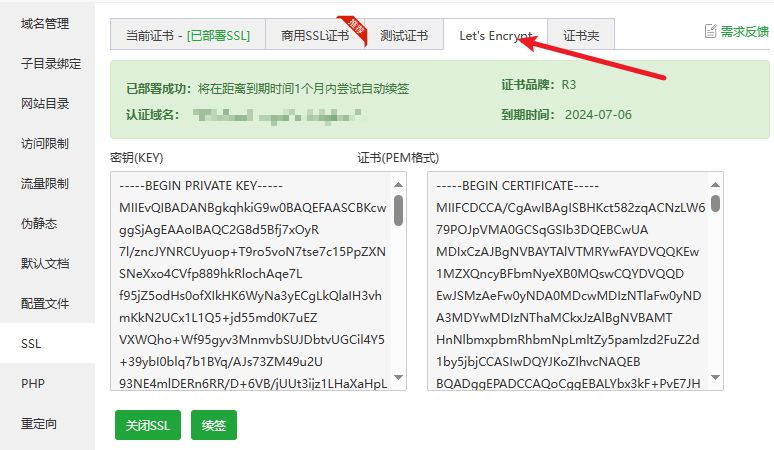 域名管理
子目录绑定
网站目录
访问限制
流量限制
伪静态
默认文档
配置文件
SSL
PHP
重定向
当前证书 - [已部署SSL]
商用SSL证书
推荐
测试证书
Let's Encrypt
证书夹
需求反馈
已部署成功：将在距离到期时间1个月内尝试自动续签
证书品牌：R3
认证域名：
到期时间： 2024-07-06
密钥(KEY)
证书(PEM格式)
-----BEGIN PRIVATE KEY-----
MIIEvQIBADANBgkqhkiG9w0BAQEFAASCBKcw
ggSjAgEAAoIBAQC2G8d5Bfj7xOyR
7l/zncJYNRCUyuop+T9ro5voN7tse7c15PpZXN
SNeXxo4CVfp889hkRlochAqe7L
f95jZ5odHs0ofXIkHK6WyNa3yECgLkQlaIH3vh
mKkN2UCx1L1Q5+jd55md0K7uEZ
VXWQho+Wf95gyv3MnmvbSUJDbtvUGCil4Y5
+39ybI0blq7b1BYq/AJs73ZM49u2U
93NE4mlDERn6RR/D+6VB/jUUt3ijz1LHaXaHpL
-----BEGIN CERTIFICATE-----
MIIFCDCCA/CgAwIBAgISBHKct582zqACNzLW6
79POJpVMA0GCSqGSIb3DQEBCwUA
MDIxCzAJBgNVBAYTAlVTMRYwFAYDVQQKEw
1MZXQncyBFbmNyeXB0MQswCQYDVQQD
EwJSMzAeFw0yNDA0MDcwMDIzNTlaFw0yND
A3MDYwMDIzNThaMCkxJzAlBgNVBAMT
HnNlbmxpbmRhbmNpLmltZy5pamlzd2FuZ2d
1by5jbjCCASIwDQYJKoZIhvcNAQEB
BQADggEPADCCAQoCggEBALYbx3kF+PvE7JH
关闭SSL
续签